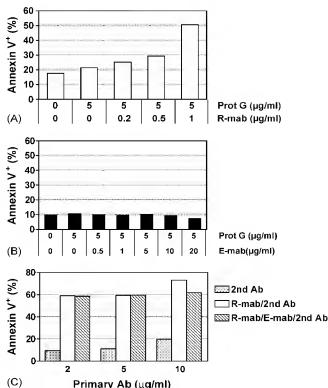 60
50
40
30
20
10
0
Annexin V+ (%)
0 5 5 5 5 Prot G (µg/ml)
0 0 0.2 0.5 1 R-mab (µg/ml)
(A)
60
50
40
30
20
10
0
Annexin V+ (%)
0 5 5 5 5 5 5 Prot G (µg/ml)
0 0 0.5 1 5 10 20 E-mab(µg/ml)
(B)
80
60
40
20
0
Annexin V+ (%)
2nd Ab
R-mab/2nd Ab
R-mab/E-mab/2nd Ab
2 5 10
(C) Primary Ab (µg/ml)